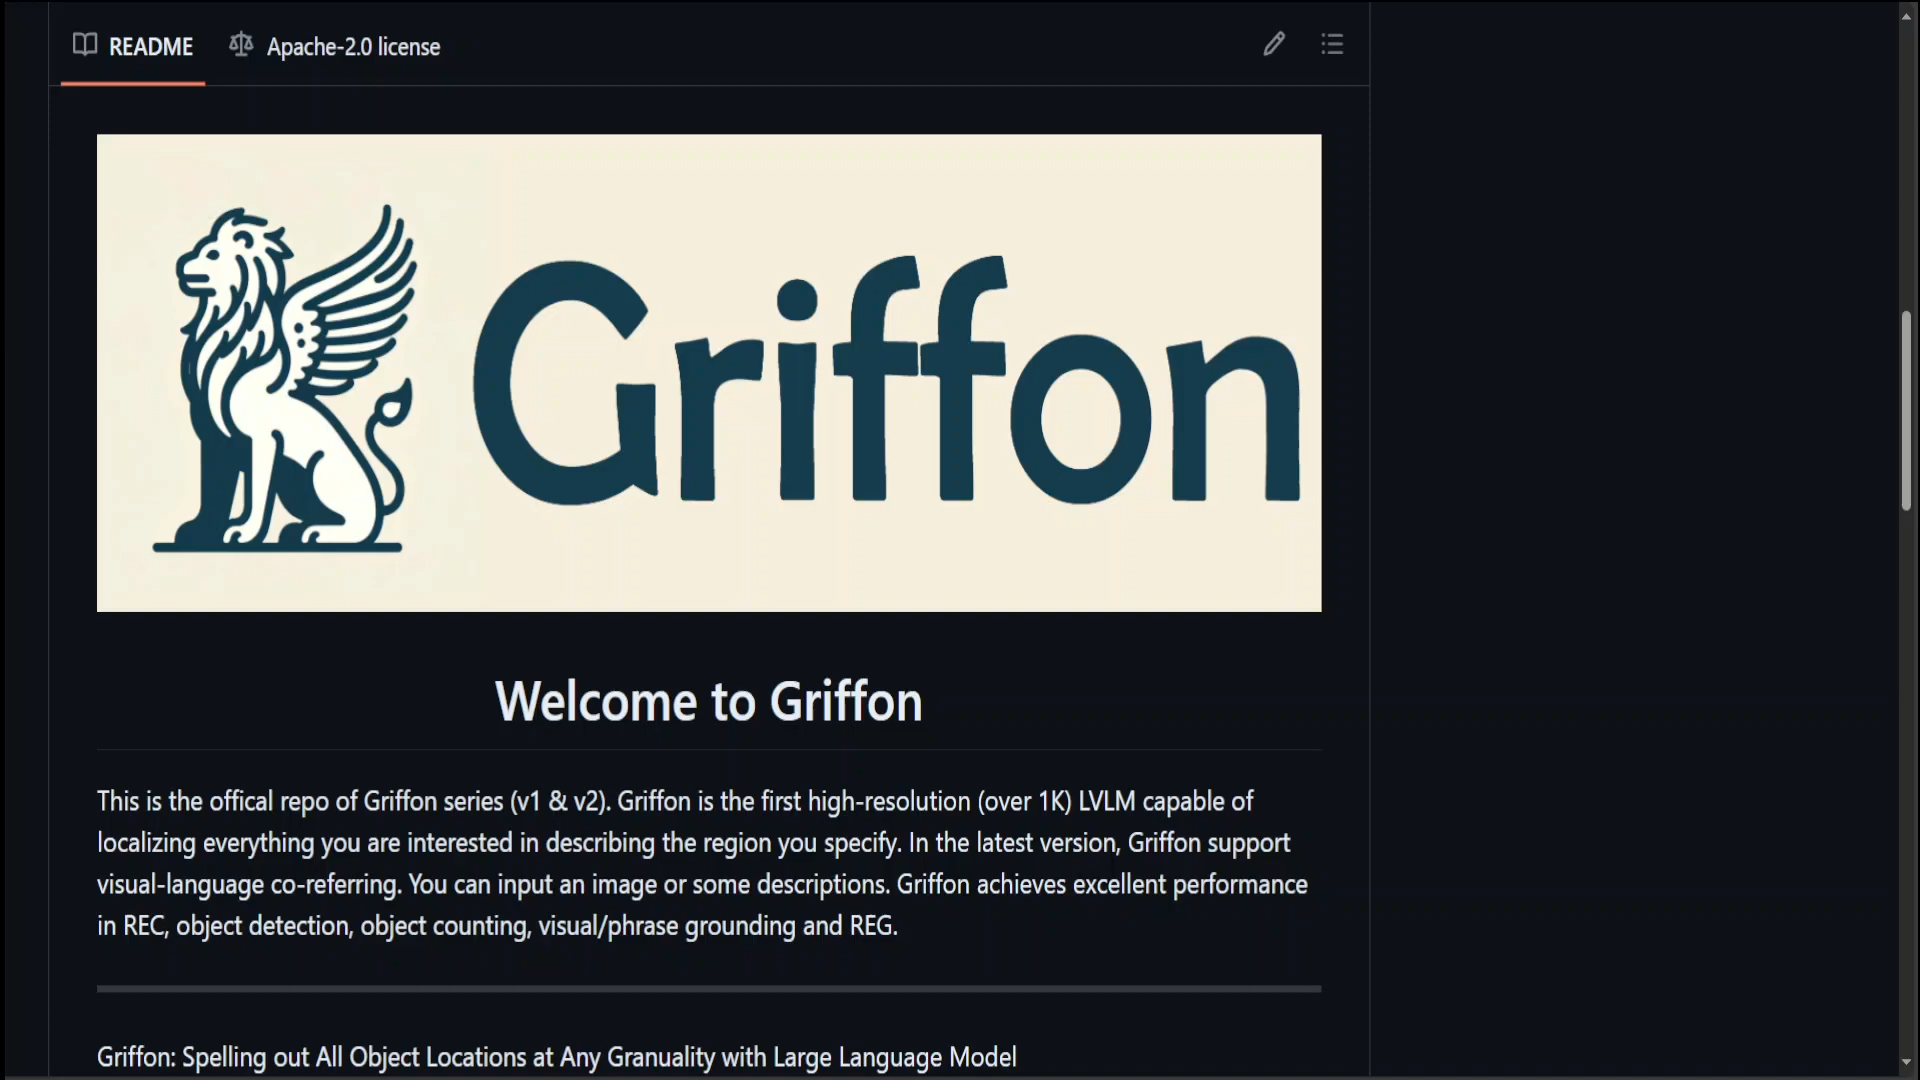 README
Apache-2.0 license
Griffon
Welcome to Griffon
This is the offical repo of Griffon series (v1 & v2). Griffon is the first high-resolution (over 1K) LVLM capable of
localizing everything you are interested in describing the region you specify. In the latest version, Griffon support
visual-language co-referring. You can input an image or some descriptions. Griffon achieves excellent performance
in REC, object detection, object counting, visual/phrase grounding and REG.
Griffon: Spelling out All Object Locations at Any Granuality with Large Language Model